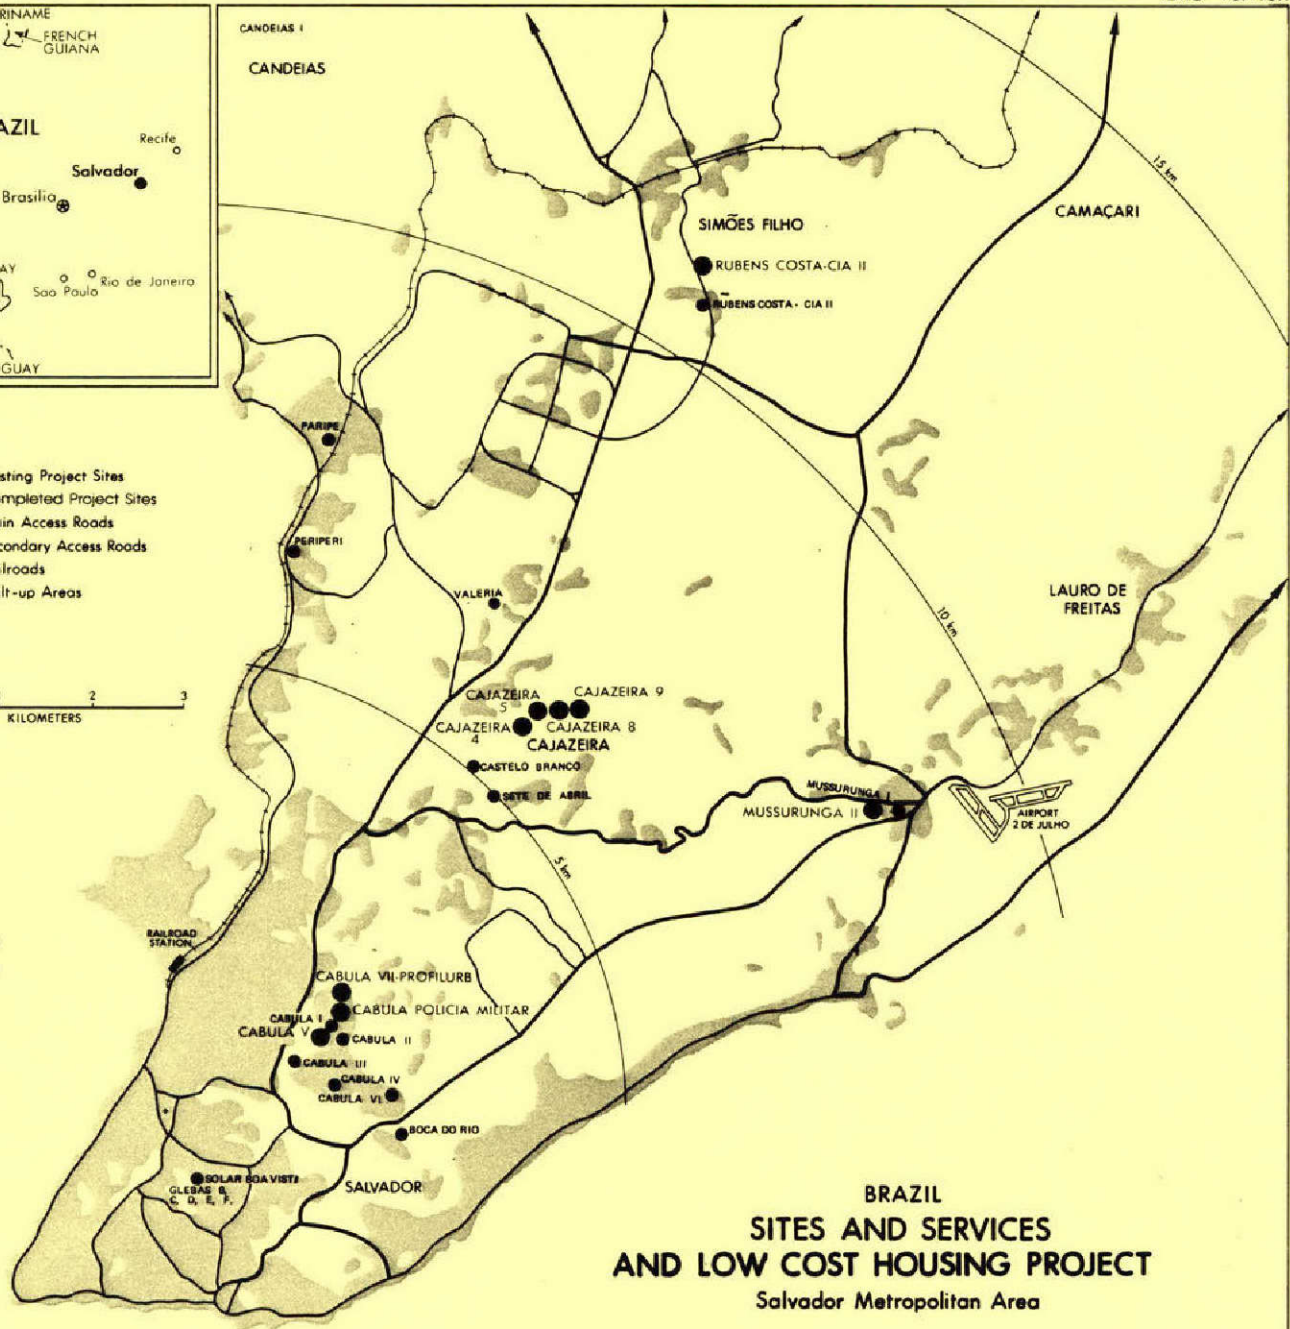 RINAME
FRENCH
GUIANA
AZIL
Recife
Salvador
Brasilia
AY
Rio de Janeiro
Sao Paulo
GUAY
CANDEIAS I
CANDEIAS
15 km
CAMAÇARI
SIMÕES FILHO
RUBENS COSTA-CIA II
RUBENS COSTA - CIA II
PARIPE
sting Project Sites
ompleted Project Sites
in Access Roads
condary Access Roads
ilroads
lt-up Areas
PERIPERI
VALERIA
LAURO DE
FREITAS
10 km
2 3
KILOMETERS
CAJAZEIRA
5
CAJAZEIRA 9
CAJAZEIRA
4
CAJAZEIRA 8
CAJAZEIRA
CASTELO BRANCO
SETE DE ABRIL
MUSSURUNGA I
MUSSURUNGA II
AIRPORT
2 DE JULHO
5 km
RAILROAD
STATION
CABULA VII-PROFILURB
CABULA POLICIA MILITAR
CABULA I
CABULA V
CABULA II
CABULA III
CABULA IV
CABULA VI
BOCA DO RIO
SOLAR BOA VISTA
GLEBAS B,
C, D, E, F.
SALVADOR
BRAZIL
SITES AND SERVICES
AND LOW COST HOUSING PROJECT
Salvador Metropolitan Area